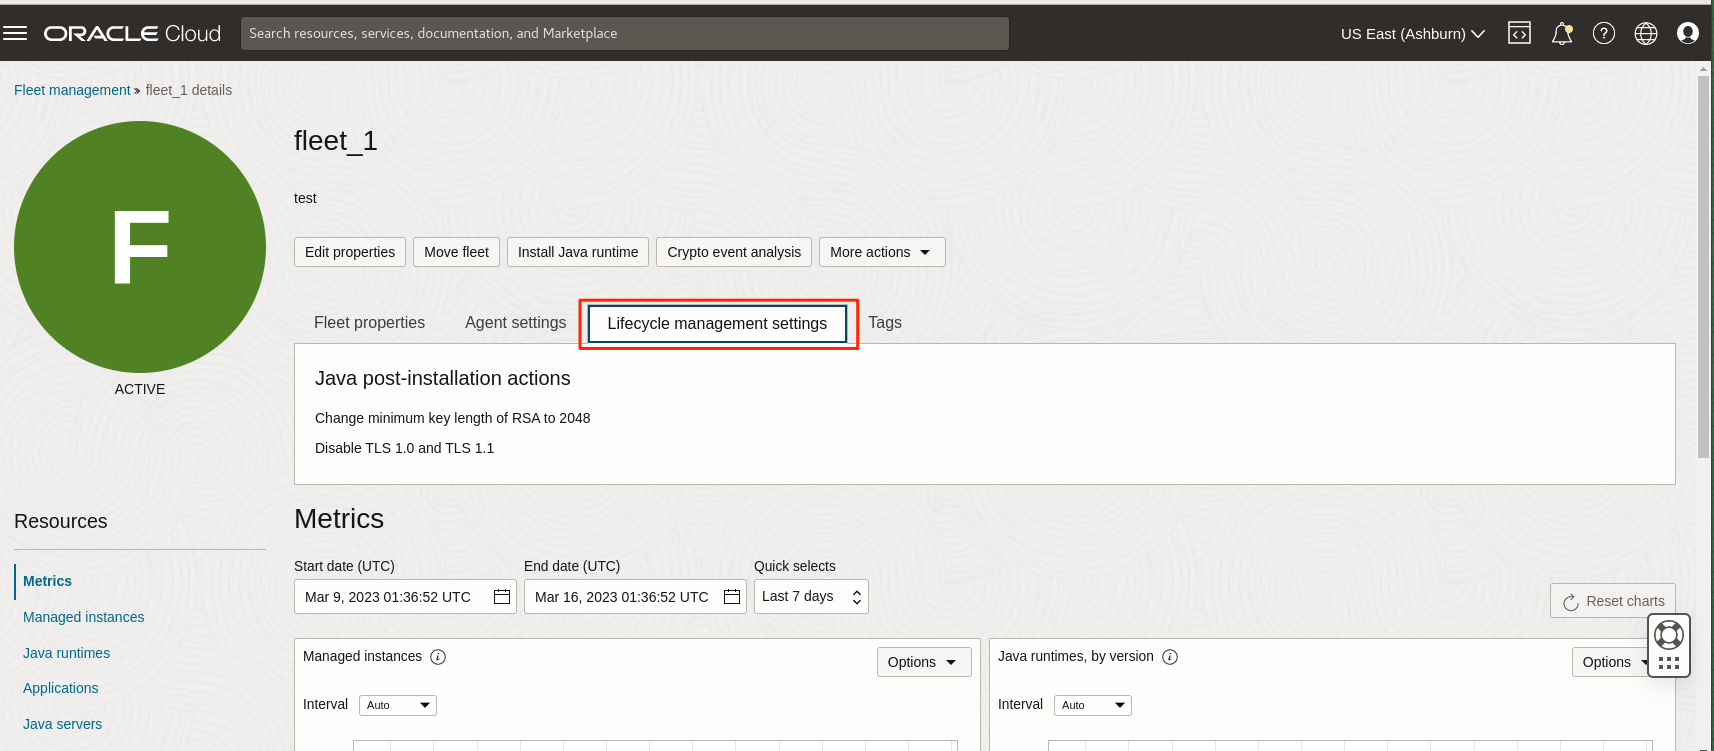 ORACLE Cloud
Search resources, services, documentation, and Marketplace
US East (Ashburn)
Fleet management » fleet_1 details
F
ACTIVE
fleet_1
test
Edit properties
Move fleet
Install Java runtime
Crypto event analysis
More actions
Fleet properties
Agent settings
Lifecycle management settings
Tags
Java post-installation actions
Change minimum key length of RSA to 2048
Disable TLS 1.0 and TLS 1.1
Resources
Metrics
Managed instances
Java runtimes
Applications
Java servers
Metrics
Start date (UTC)
Mar 9, 2023 01:36:52 UTC
End date (UTC)
Mar 16, 2023 01:36:52 UTC
Quick selects
Last 7 days
Reset charts
Managed instances
Options
Interval
Auto
Java runtimes, by version
Options
Interval
Auto